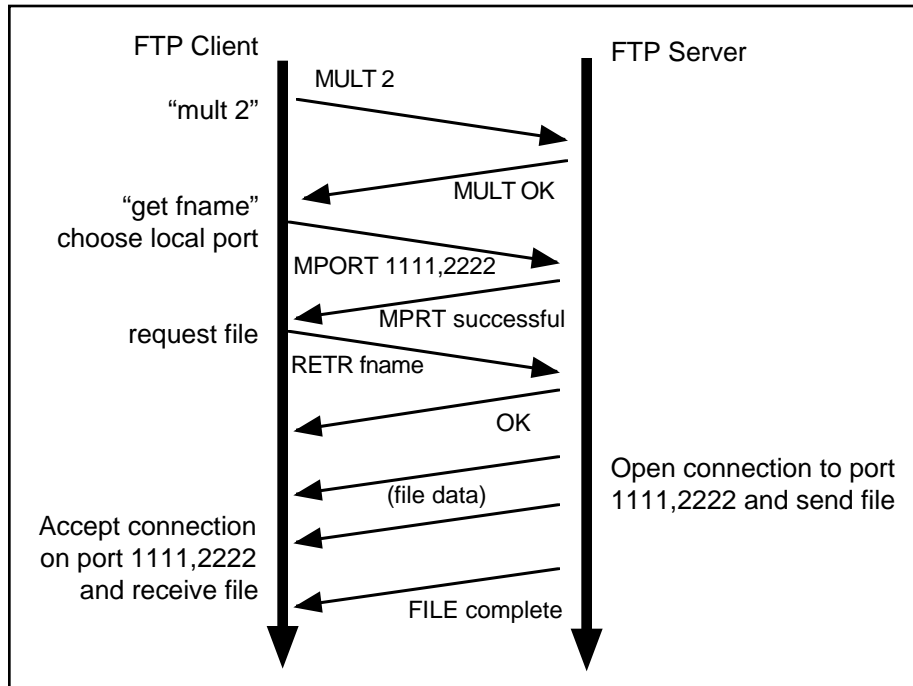 FTP Client
FTP Server
MULT 2
“mult 2”
MULT OK
“get fname”
choose local port
MPORT 1111,2222
MPRT successful
request file
RETR fname
OK
Open connection to port
1111,2222 and send file
(file data)
Accept connection
on port 1111,2222
and receive file
FILE complete